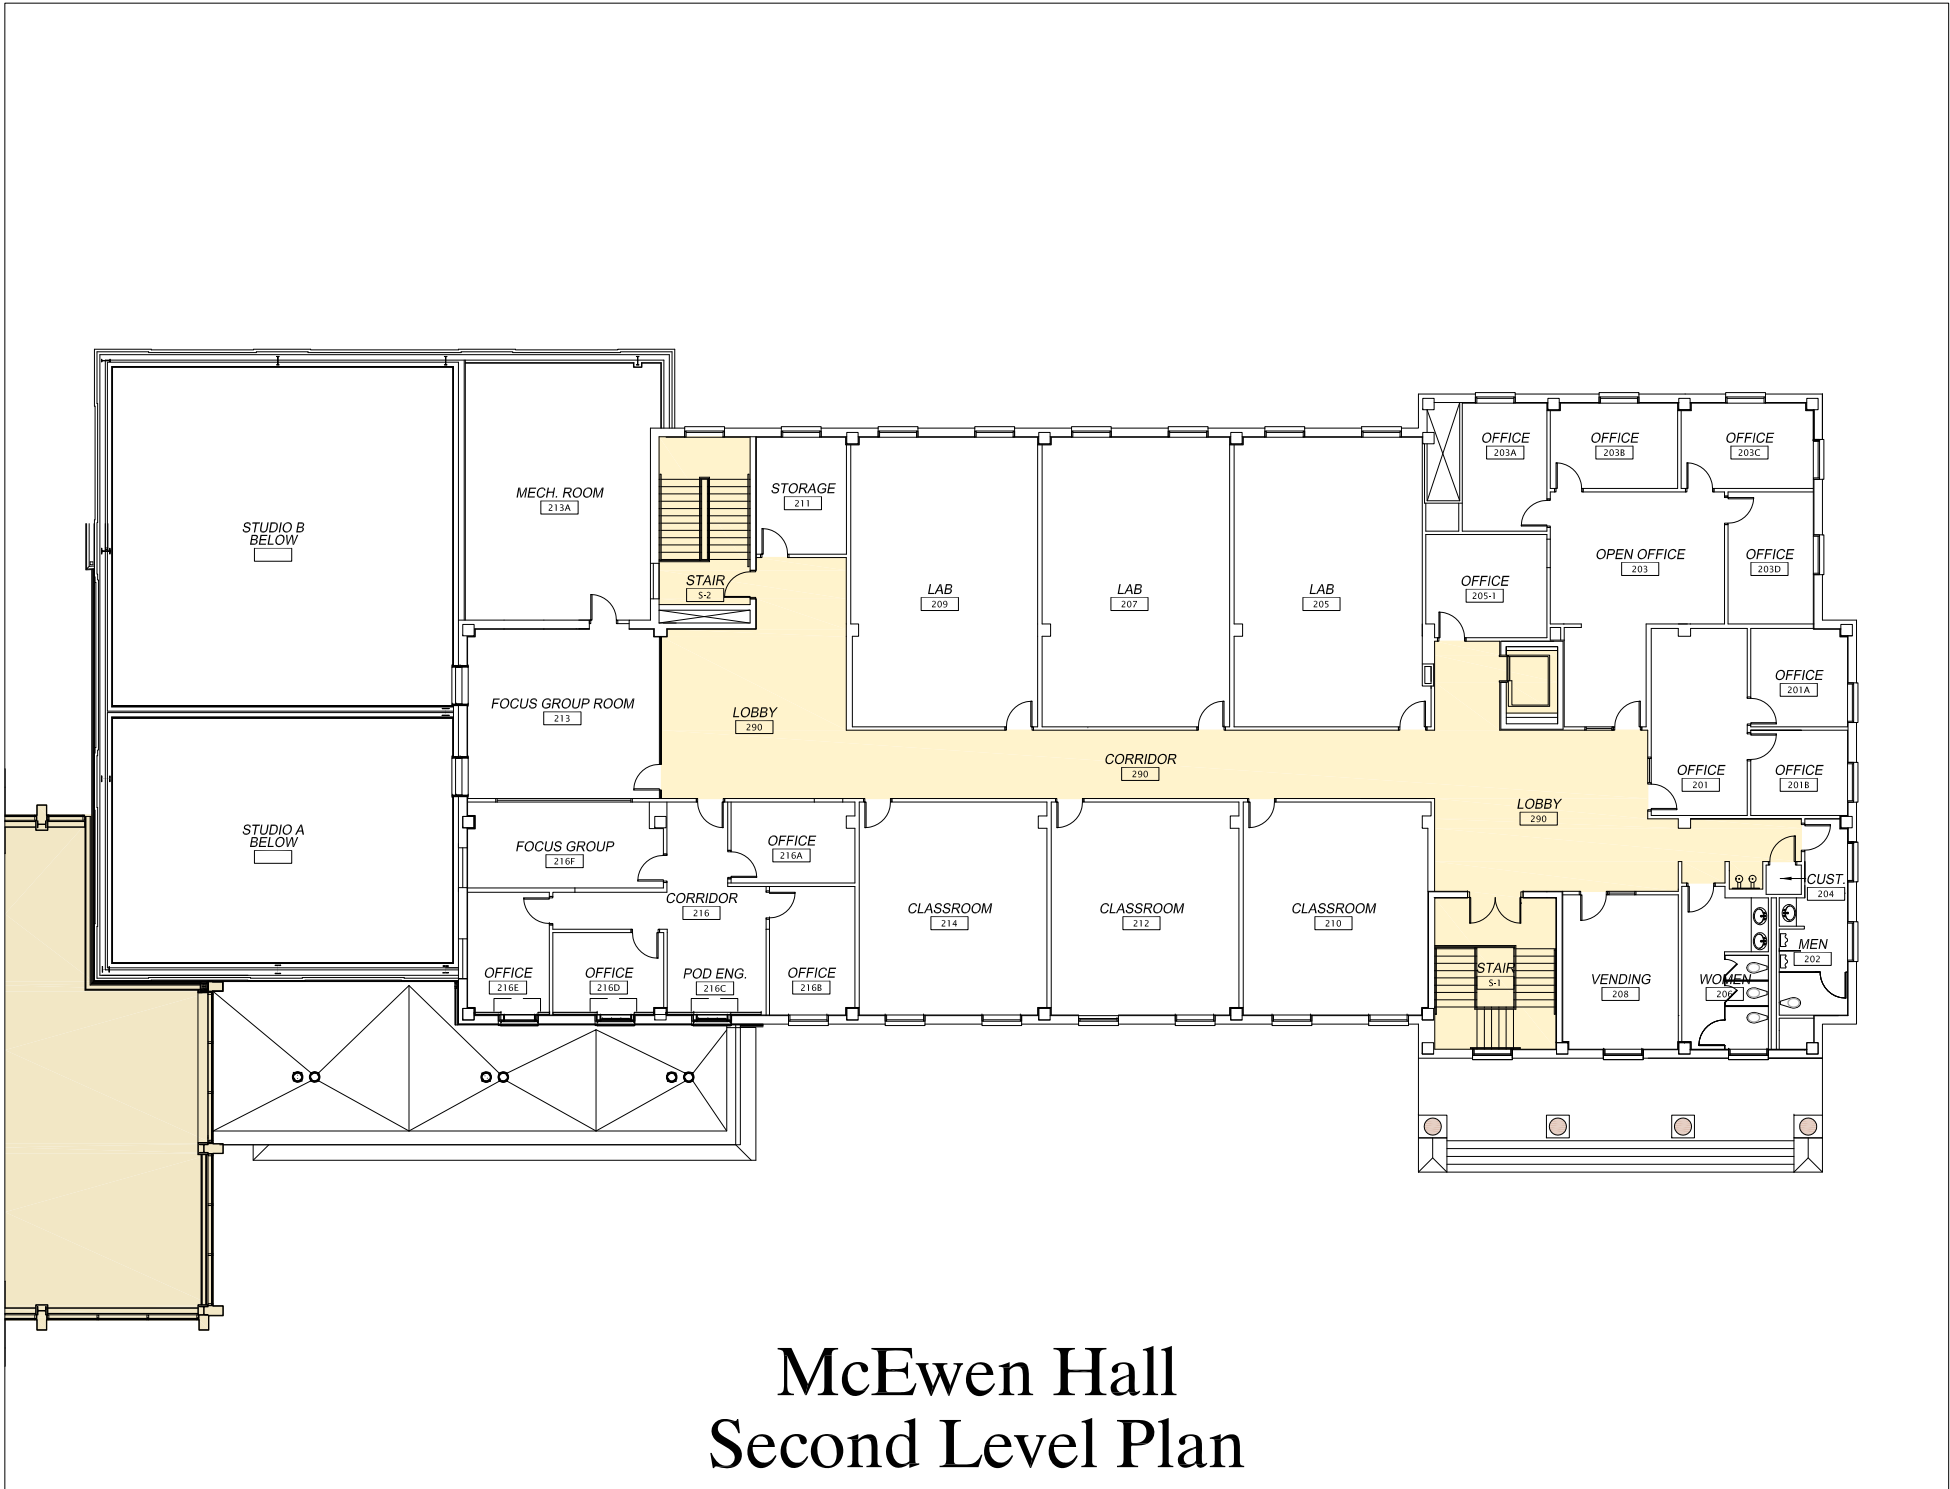 OFFICE
203A
OFFICE
203B
OFFICE
203C
STORAGE
211
MECH. ROOM
213A
STUDIO B
BELOW
OPEN OFFICE
203
OFFICE
203D
STAIR
S-2
OFFICE
205-1
LAB
209
LAB
207
LAB
205
OFFICE
201A
FOCUS GROUP ROOM
213
LOBBY
290
CORRIDOR
290
OFFICE
201
OFFICE
201B
LOBBY
290
STUDIO A
BELOW
FOCUS GROUP
216F
OFFICE
216A
CUST.
204
CORRIDOR
216
CLASSROOM
214
CLASSROOM
212
CLASSROOM
210
MEN
202
OFFICE
216E
OFFICE
216D
POD ENG.
216C
OFFICE
216B
STAIR
S-1
VENDING
208
WOMEN
206
McEwen Hall
Second Level Plan